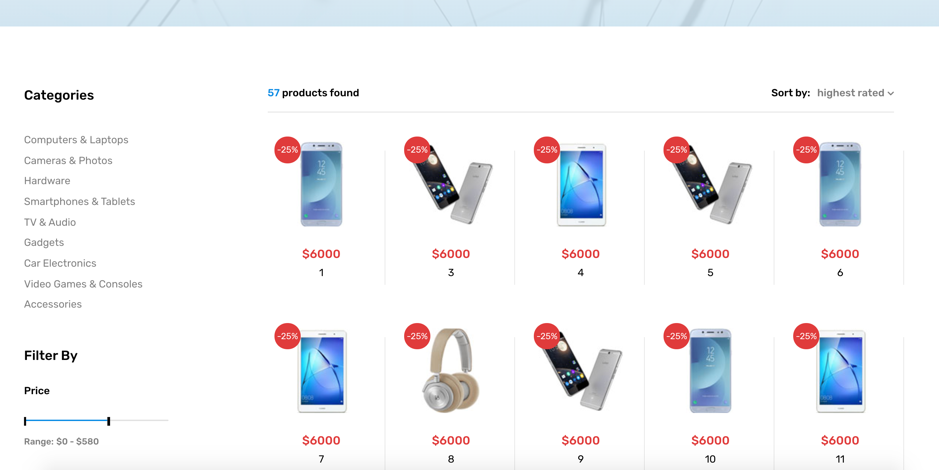 Categories
Computers & Laptops
Cameras & Photos
Hardware
Smartphones & Tablets
TV & Audio
Gadgets
Car Electronics
Video Games & Consoles
Accessories
Filter By
Price
Range: $0 - $580
57 products found
Sort by: highest rated
-25% -25% -25% -25% -25%
$6000 $6000 $6000 $6000 $6000
1 3 4 5 6
-25% -25% -25% -25% -25%
$6000 $6000 $6000 $6000 $6000
7 8 9 10 11